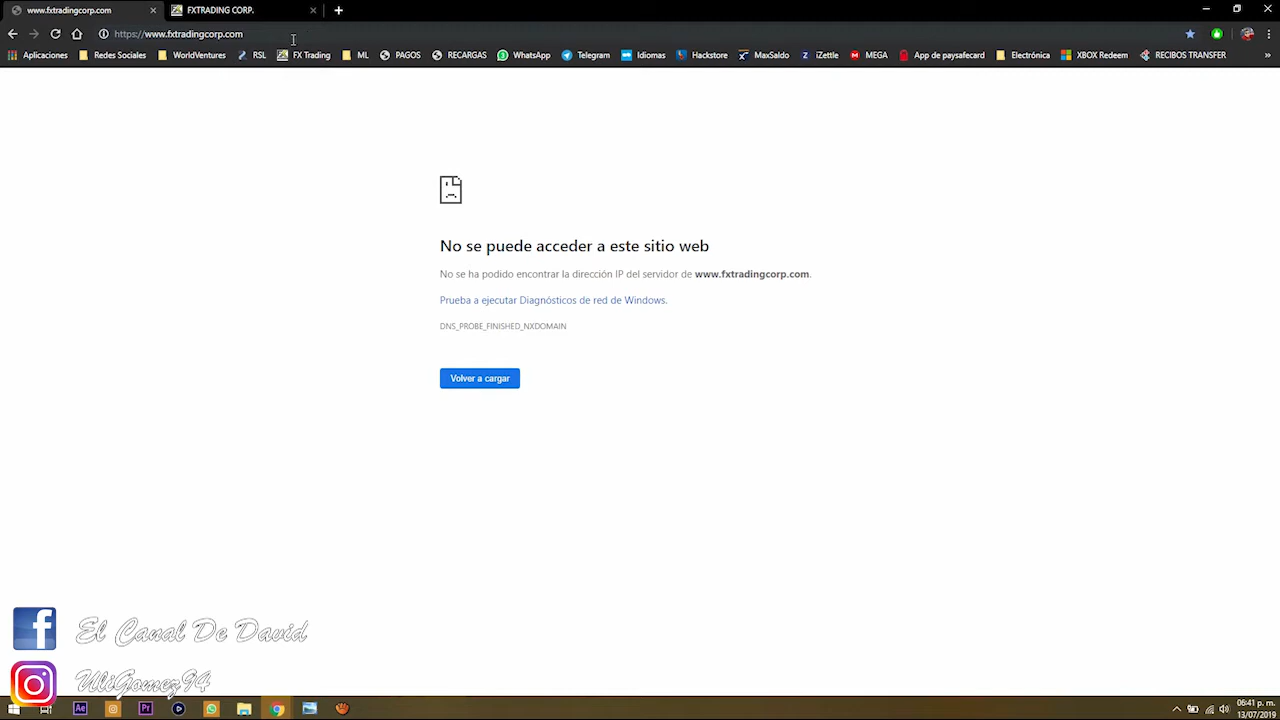 www.fxtradingcorp.com
FXTRADING CORP.
https://www.fxtradingcorp.com
Aplicaciones
Redes Sociales
WorldVentures
RSL
FX Trading
ML
PAGOS
RECARGAS
WhatsApp
Telegram
Idiomas
Hackstore
MaxSaldo
iZettle
MEGA
App de paysafecard
Electrónica
XBOX Redeem
RECIBOS TRANSFER
»
No se puede acceder a este sitio web
No se ha podido encontrar la dirección IP del servidor de www.fxtradingcorp.com.
Prueba a ejecutar Diagnósticos de red de Windows.
DNS_PROBE_FINISHED_NXDOMAIN
Volver a cargar
El Canal De David
UliGomez94
Ae
Pr
06:41 p. m.
13/07/2019